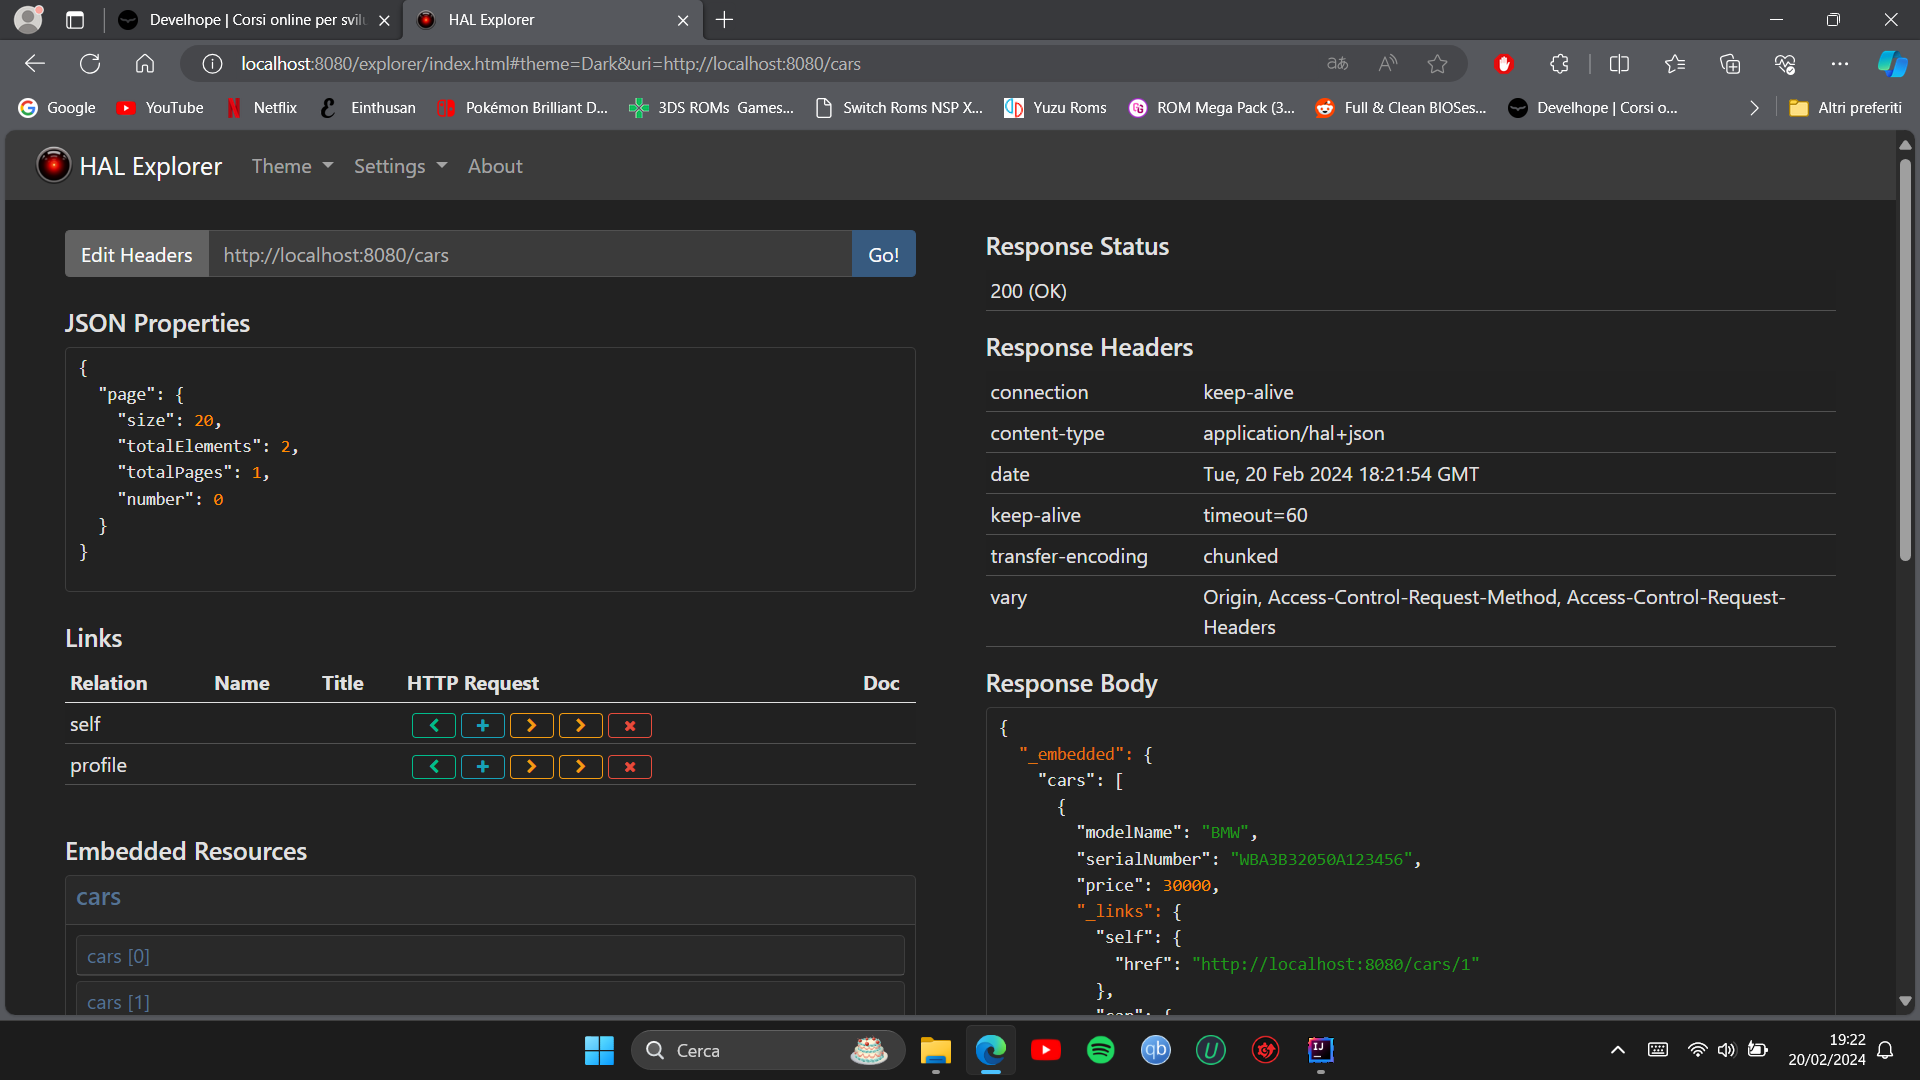 Develhope | Corsi online per svilu
HAL Explorer
localhost:8080/explorer/index.html#theme=Dark&uri=http://localhost:8080/cars
Google
YouTube
Netflix
Einthusan
Pokémon Brilliant D...
3DS ROMs Games...
Switch Roms NSP X...
Yuzu Roms
ROM Mega Pack (3...
Full & Clean BIOSes...
Develhope | Corsi o...
Altri preferiti
HAL Explorer
Theme
Settings
About
Edit Headers
http://localhost:8080/cars
Go!
JSON Properties
{
"page": {
"size": 20,
"totalElements": 2,
"totalPages": 1,
"number": 0
}
}
Links
Relation Name Title HTTP Request Doc
self
profile
Embedded Resources
cars
cars [0]
cars [1]
Response Status
200 (OK)
Response Headers
connection keep-alive
content-type application/hal+json
date Tue, 20 Feb 2024 18:21:54 GMT
keep-alive timeout=60
transfer-encoding chunked
vary Origin, Access-Control-Request-Method, Access-Control-Request-
Headers
Response Body
{
"_embedded": {
"cars": [
{
"modelName": "BMW",
"serialNumber": "WBA3B32050A123456",
"price": 30000,
"_links": {
"self": {
"href": "http://localhost:8080/cars/1"
},
Cerca
19:22
20/02/2024